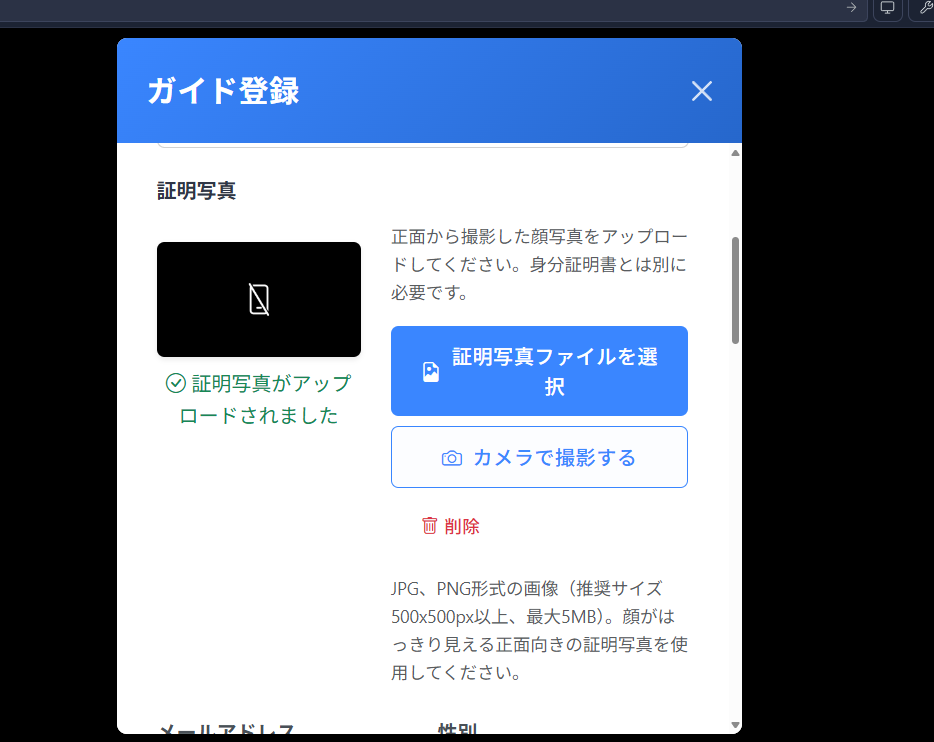 ガイド登録
証明写真
正面から撮影した顔写真をアップロー
ドしてください。身分証明書とは別に
必要です。
証明写真ファイルを選
択
証明写真がアップ
ロードされました
カメラで撮影する
削除
JPG、PNG形式の画像（推奨サイズ
500x500px以上、最大5MB）。顔がは
っきり見える正面向きの証明写真を使
用してください。
メールアドレス
性別